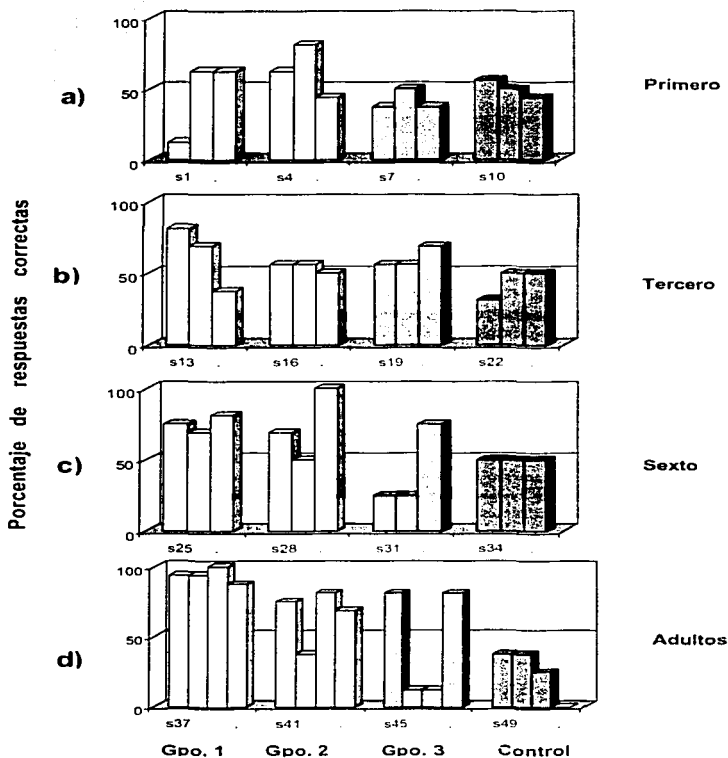 Porcentaje de respuestas correctas
a)
100
50
0
s1 . s4 . s7 . s10 .
Primero
b)
100
50
0
s13 . s16 . s19 . s22 .
Tercero
c)
100
50
0
s25 . s28 . s31 . s34 .
Sexto
d)
100
50
0
s37 . s41 . s45 . s49 .
Adultos
Gpo. 1 Gpo. 2 Gpo. 3 Control